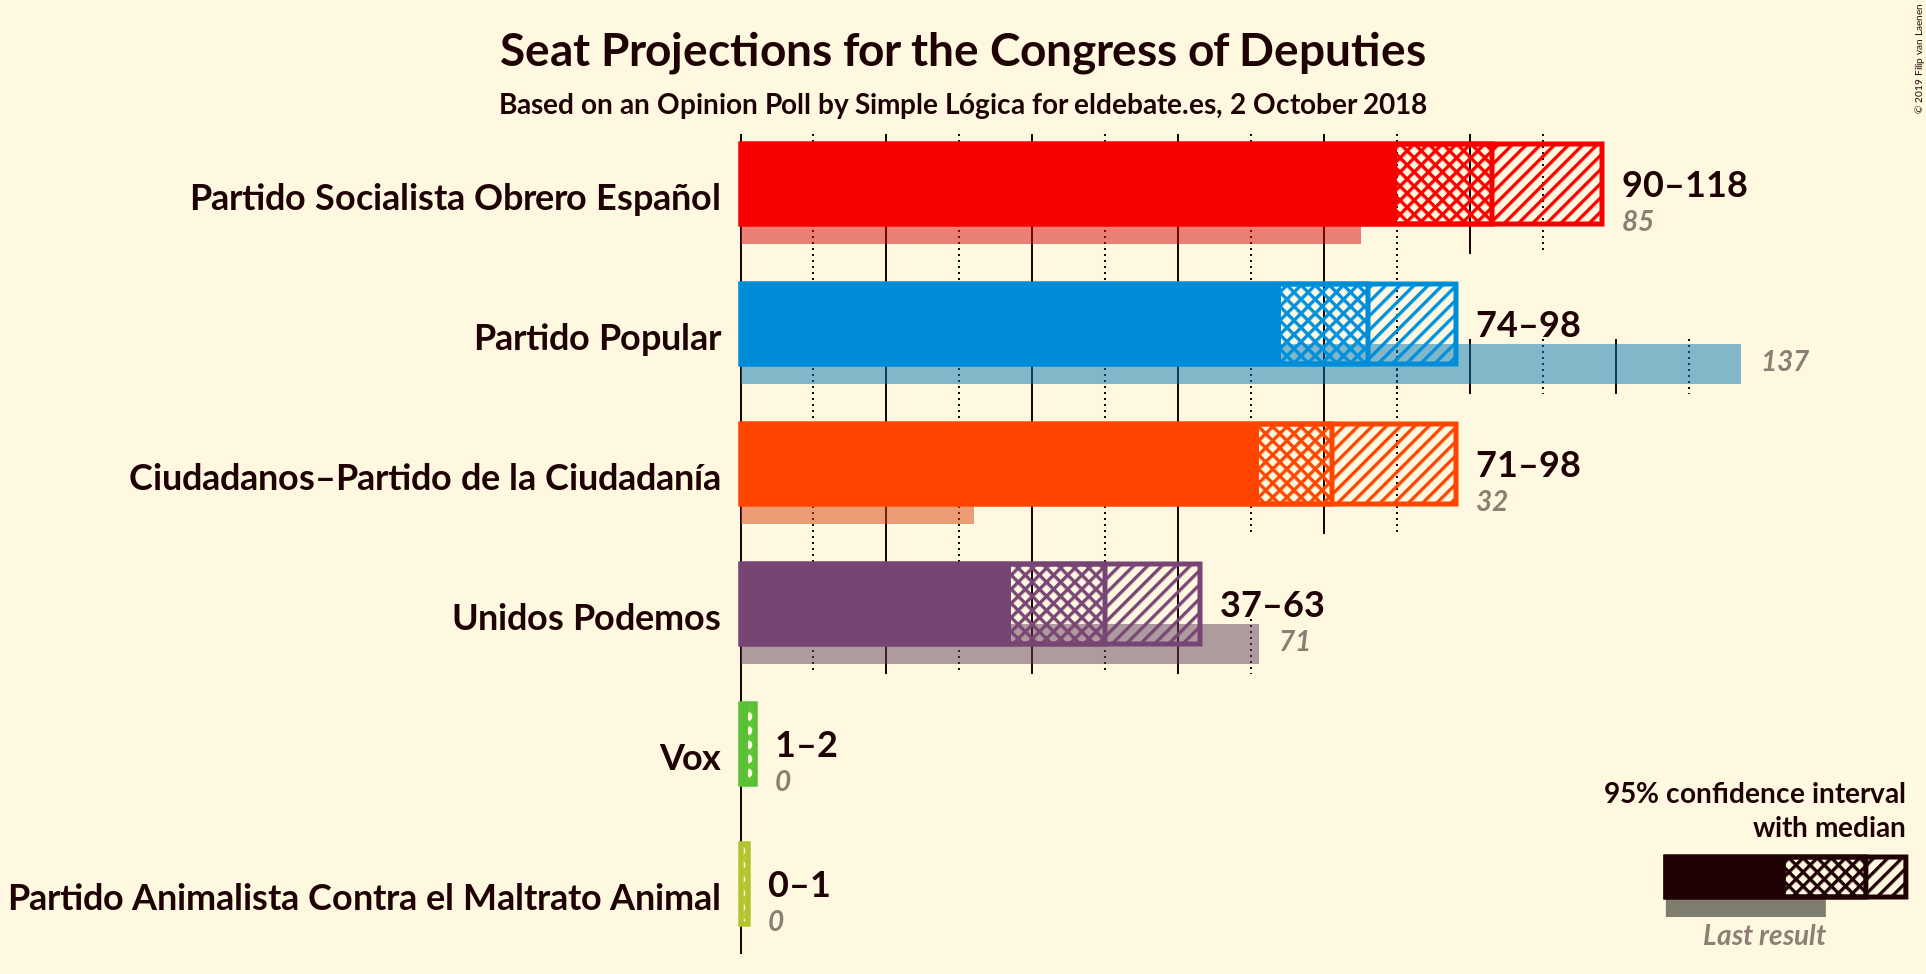 Seat Projections for the Congress of Deputies
Based on an Opinion Poll by Simple Lógica for eldebate.es, 2 October 2018
© 2019 Filip van Laenen
Partido Socialista Obrero Español
90–118
85
Partido Popular
74–98
137
Ciudadanos–Partido de la Ciudadanía
71–98
32
Unidos Podemos
37–63
71
Vox
1–2
0
Partido Animalista Contra el Maltrato Animal
0–1
0
95% confidence interval
with median
Last result